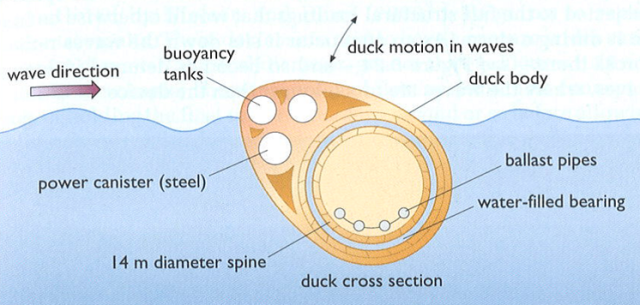 duck motion in waves
buoyancy
tanks
wave direction
duck body
ballast pipes
power canister (steel)
water-filled bearing
14 m diameter spine
duck cross section